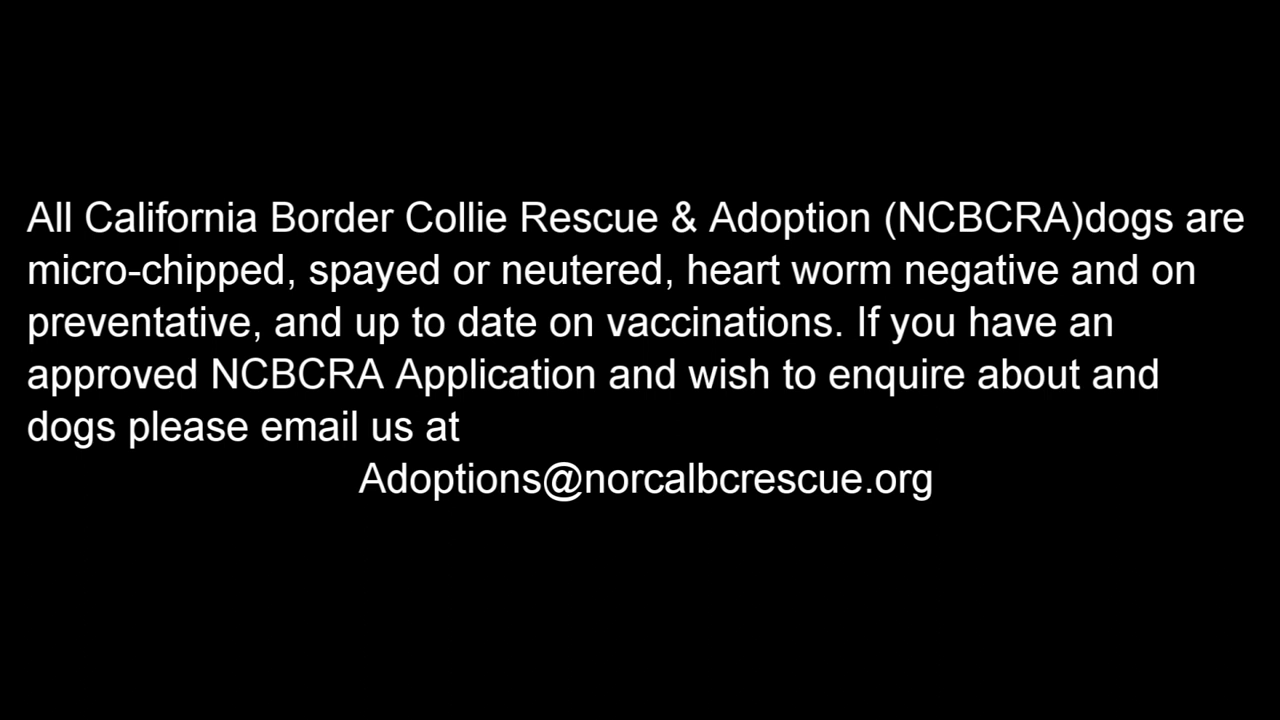 All California Border Collie Rescue & Adoption (NCBCRA)dogs are
micro-chipped, spayed or neutered, heart worm negative and on
preventative, and up to date on vaccinations. If you have an
approved NCBCRA Application and wish to enquire about and
dogs please email us at
Adoptions@norcalbcrescue.org